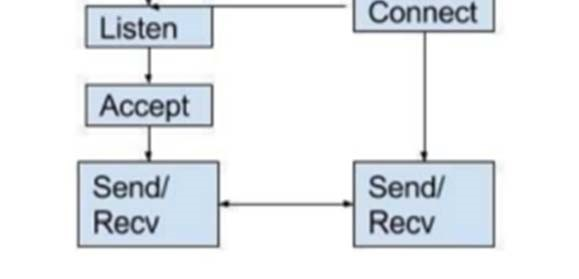 Listen
Connect
Accept
Send/
Recv
Send/
Recv